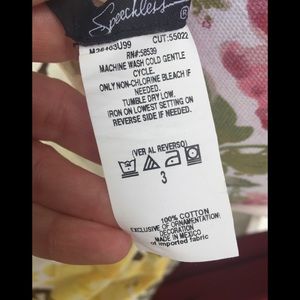 Speechless ®
CUT:55022
RN#:58539
MACHINE WASH COLD GENTLE
CYCLE.
ONLY NON-CHLORINE BLEACH IF
NEEDED.
TUMBLE DRY LOW.
IRON ON LOWEST SETTING ON
REVERSE SIDE IF NEEDED.
(VER AL REVERSO)
3
100% COTTON
EXCLUSIVE OF ORNAMENTATION/
DECORATION
MADE IN MEXICO
of imported fabric